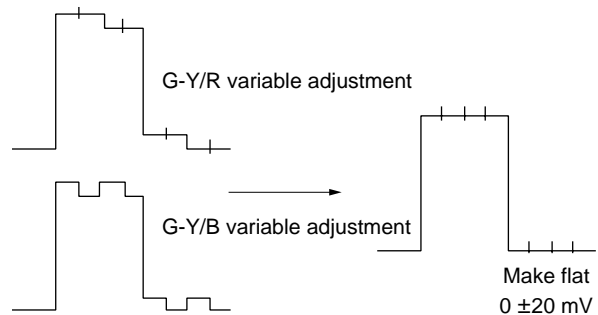 G-Y/R variable adjustment
G-Y/B variable adjustment
Make flat
0 ±20 mV